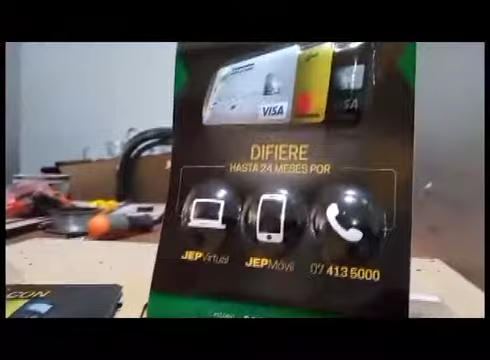 VISA
VISA
DIFIERE
HASTA 24 MESES POR
JEPVirtual
JEPMóvil
07 413 5000